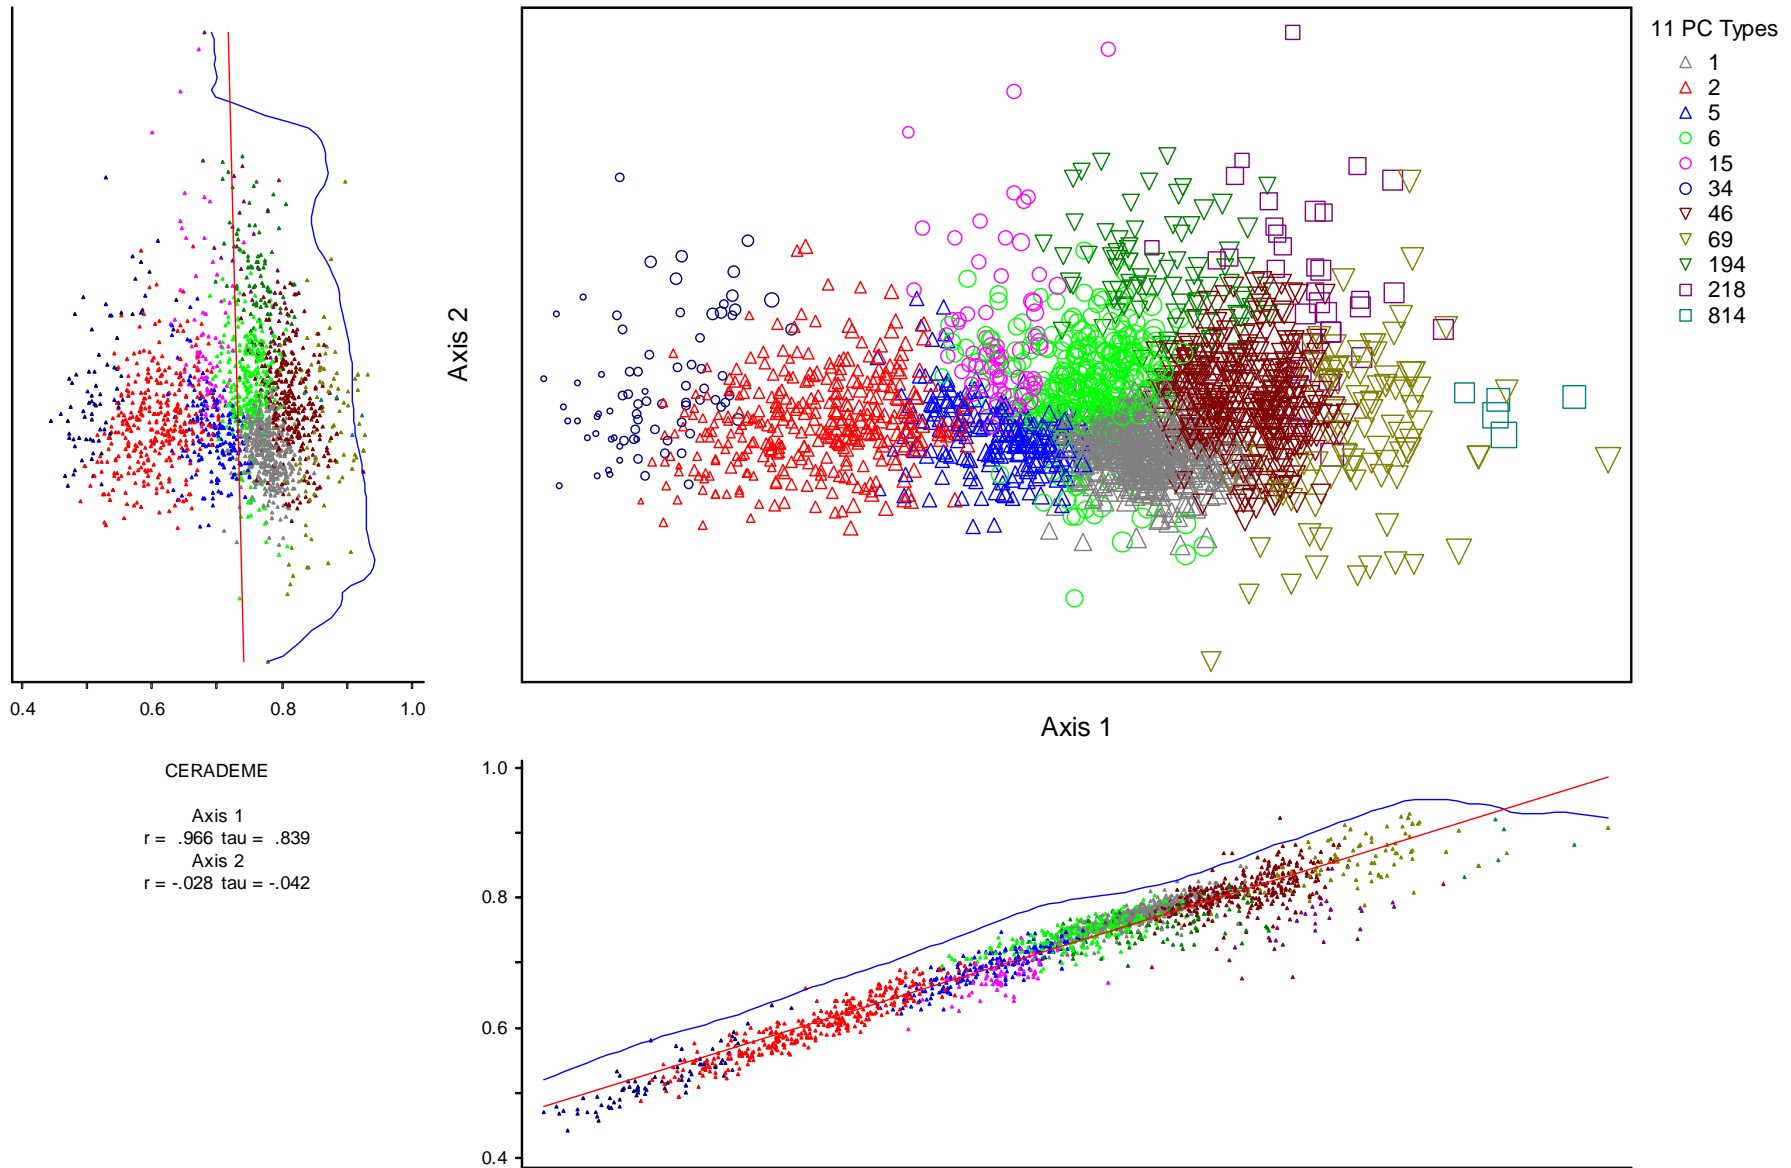 11 PC Types
1
2
5
6
15
34
46
69
194
218
814
Axis 2
0.4 0.6 0.8 1.0
Axis 1
CERADEME
Axis 1
r = .966 tau = .839
Axis 2
r = -.028 tau = -.042
1.0
0.8
0.6
0.4